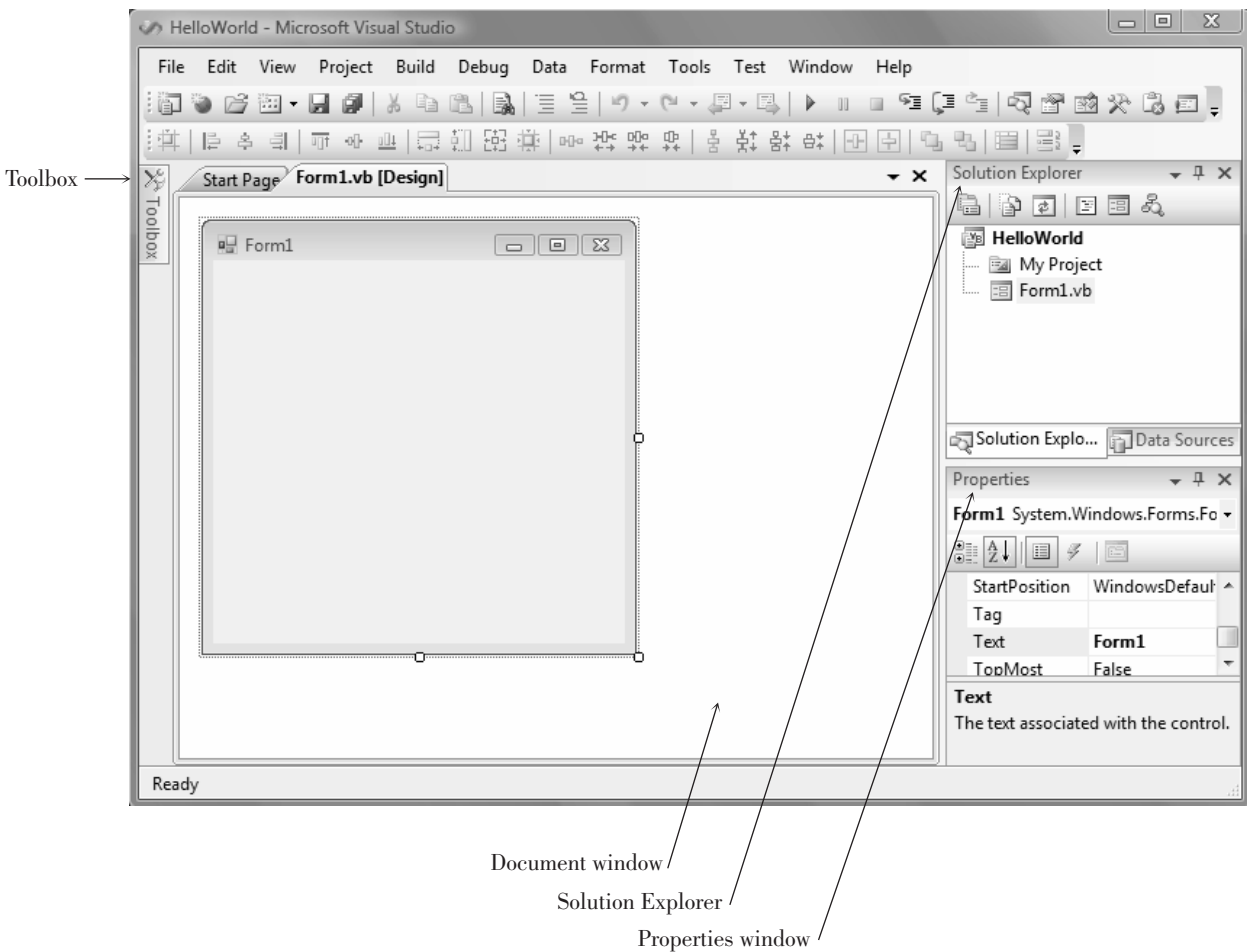 HelloWorld - Microsoft Visual Studio
File Edit View Project Build Debug Data Format Tools Test Window Help
Toolbox
Toolbox
Start Page Form1.vb [Design]
Form1
Solution Explorer
HelloWorld
My Project
Form1.vb
Solution Explo... Data Sources
Properties
Form1 System.Windows.Forms.Fo
StartPosition WindowsDefaul
Tag
Text Form1
TopMost False
Text
The text associated with the control.
Ready
Document window
Solution Explorer
Properties window